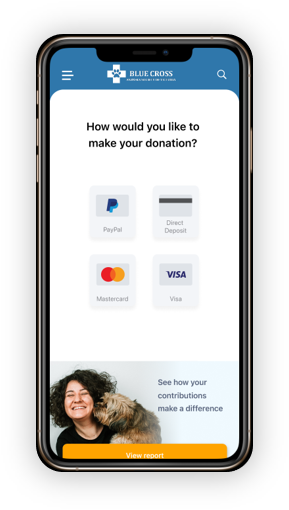 BLUE CROSS
How would you like to
make your donation?
PayPal
Direct
Deposit
Mastercard
VISA
Visa
See how your
contributions
make a difference
View report